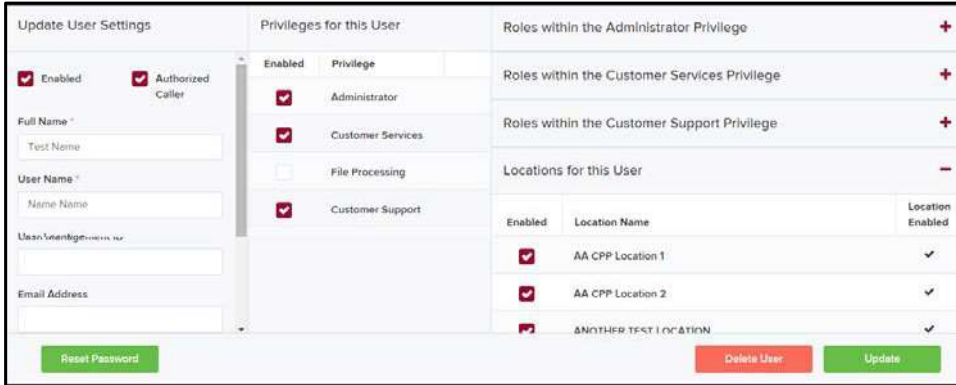 Update User Settings
Enabled
Authorized
Caller
Full Name *
Test Name
User Name *
Name Name
Email Address
Reset Password
Privileges for this User
Enabled Privilege
Administrator
Customer Services
File Processing
Customer Support
Roles within the Administrator Privilege
Roles within the Customer Services Privilege
Roles within the Customer Support Privilege
Locations for this User
Enabled Location Name Location
Enabled
AA CPP Location 1
AA CPP Location 2
ANOTHER TEST LOCATION
Delete User
Update